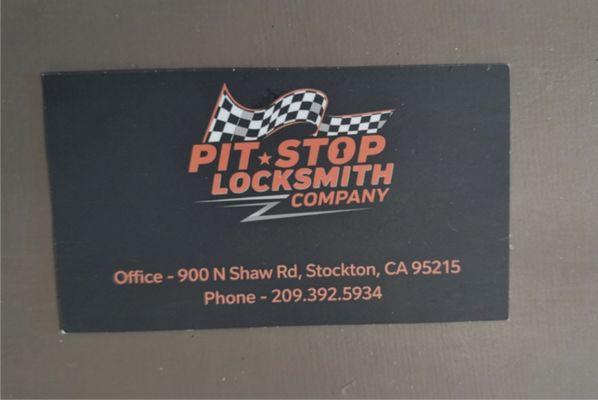 PIT★STOP
LOCKSMITH
COMPANY
Office - 900 N Shaw Rd, Stockton, CA 95215
Phone - 209.392.5934